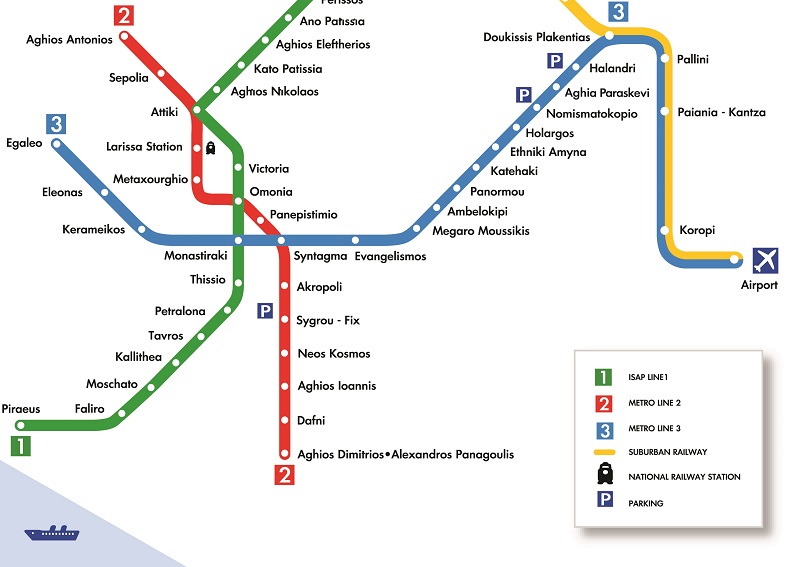 Perissos
Ano Patissia
Aghios Eleftherios
Kato Patissia
Aghios Nikolaos
2
Aghios Antonios
Sepolia
Attiki
3
Egaleo
Larissa Station
Metaxourghio
Eleonas
Kerameikos
Victoria
Omonia
Panepistimio
Monastiraki
Syntagma
Evangelismos
Thissio
Petralona
Tavros
Kallithea
Moschato
Faliro
Piraeus
1
Akropoli
P
Sygrou - Fix
Neos Kosmos
Aghios Ioannis
Dafni
Aghios Dimitrios•Alexandros Panagoulis
2
3
Doukissis Plakentias
P
Halandri
P
Aghia Paraskevi
Nomismatokopio
Holargos
Ethniki Amyna
Katehaki
Panormou
Ambelokipi
Megaro Moussikis
Pallini
Paiania - Kantza
Koropi
Airport
1 ISAP LINE1
2 METRO LINE 2
3 METRO LINE 3
SUBURBAN RAILWAY
NATIONAL RAILWAY STATION
P PARKING